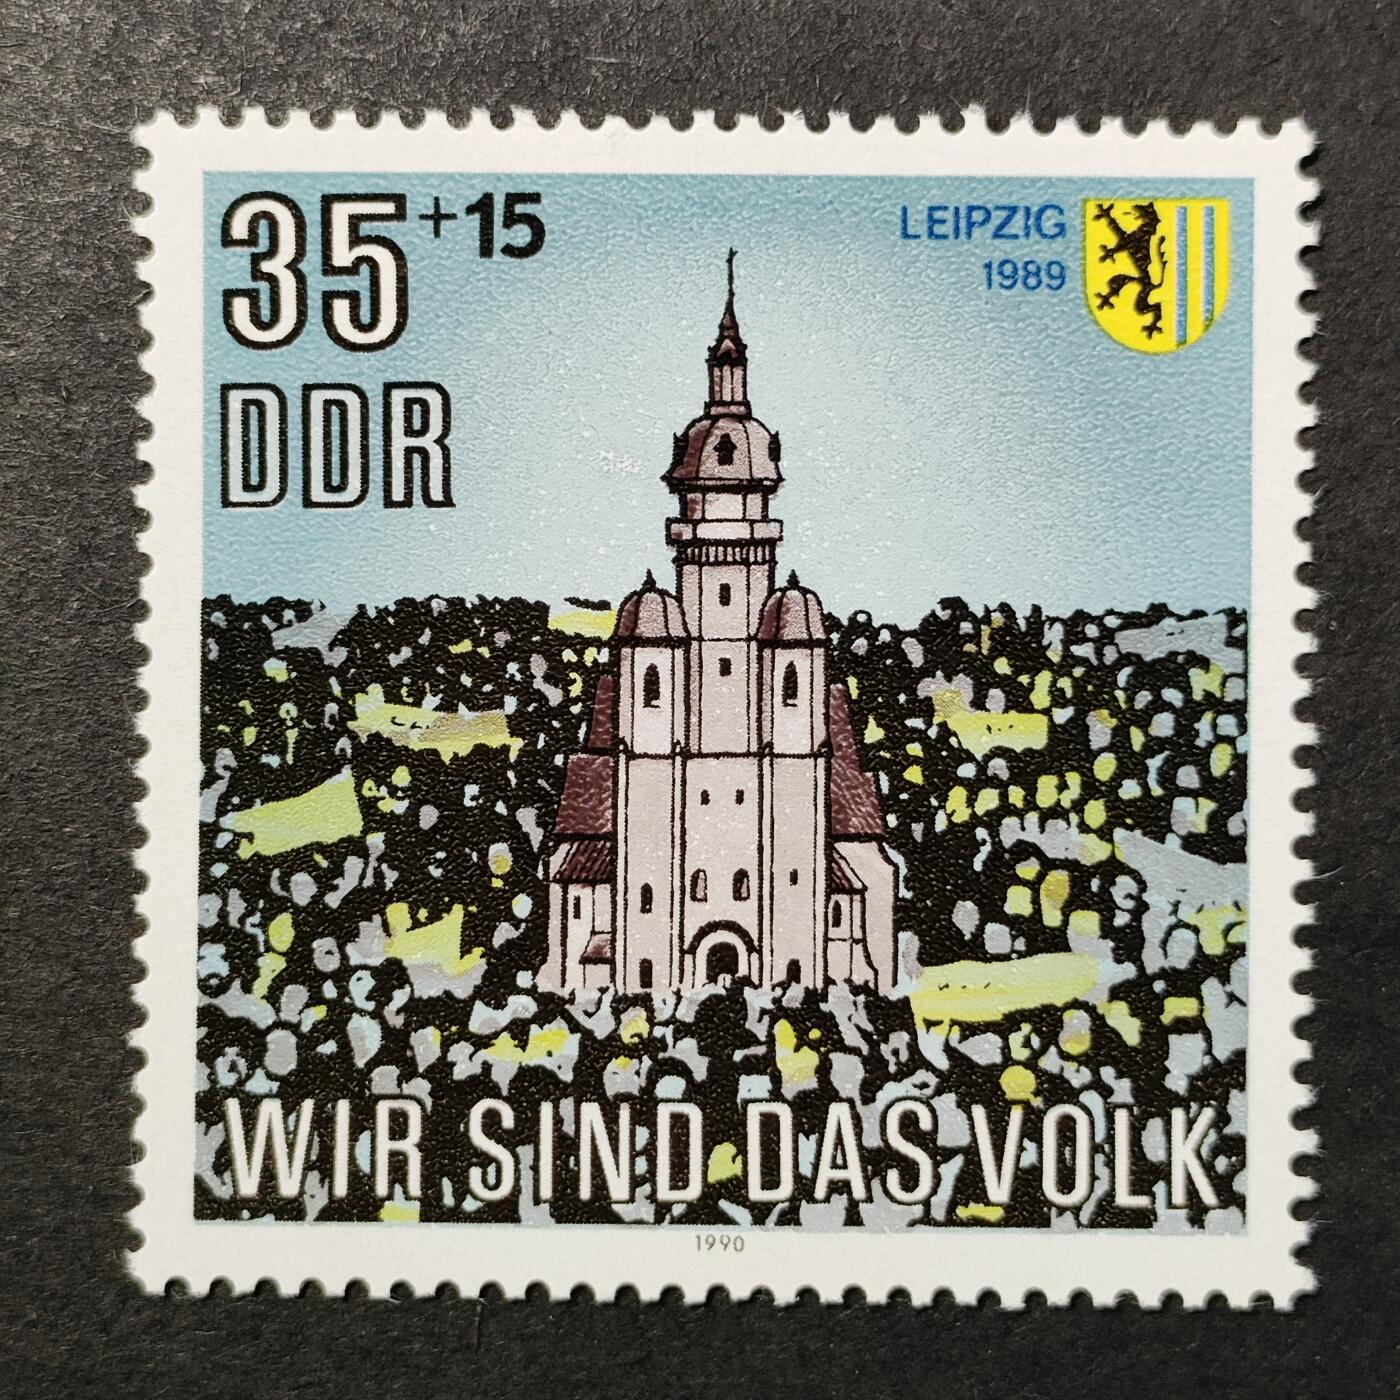 35+15
DDR
LEIPZIG
1989
WIR SIND DAS VOLK
1990